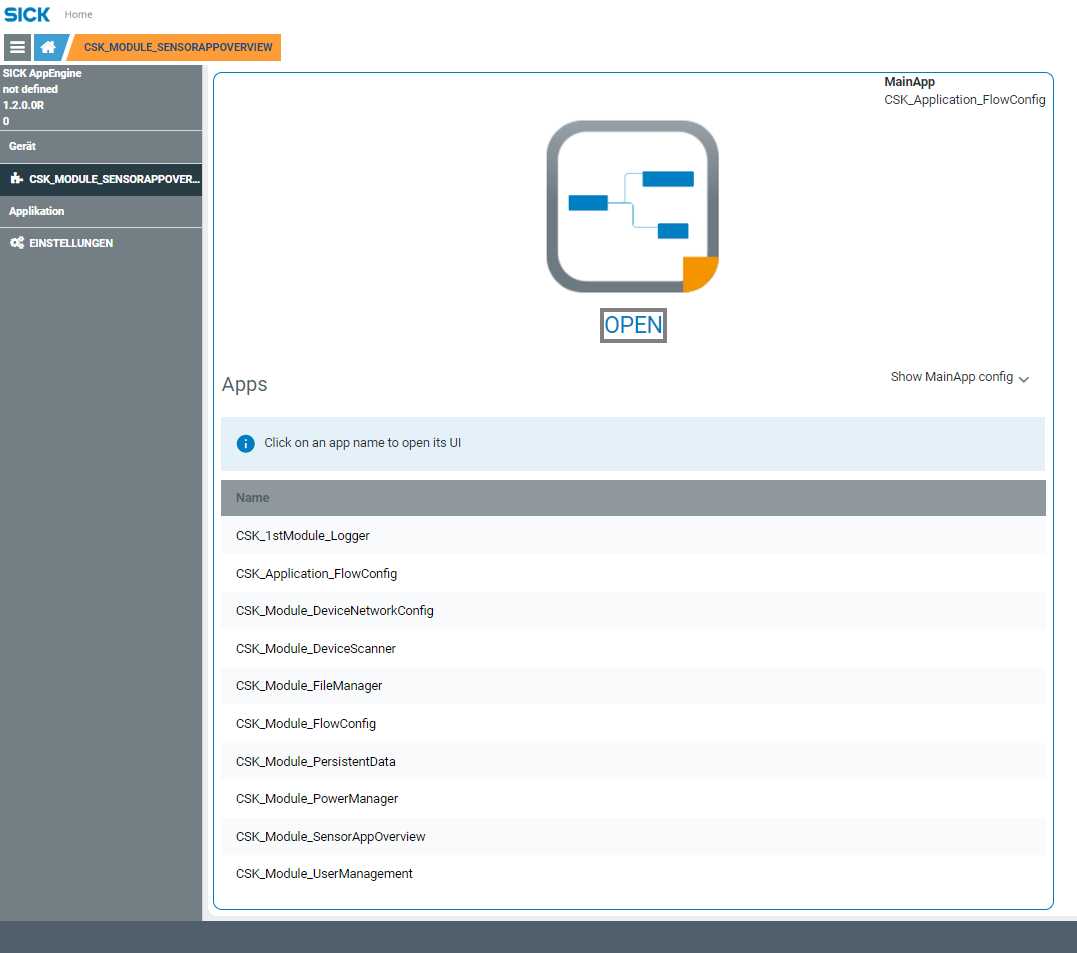 SICK Home
CSK_MODULE_SENSORAPPOVERVIEW
SICK AppEngine
not defined
1.2.0.0R
0
Gerät
CSK_MODULE_SENSORAPPOVER...
Applikation
EINSTELLUNGEN
MainApp
CSK_Application_FlowConfig
OPEN
Apps
Show MainApp config
Click on an app name to open its UI
Name
CSK_1stModule_Logger
CSK_Application_FlowConfig
CSK_Module_DeviceNetworkConfig
CSK_Module_DeviceScanner
CSK_Module_FileManager
CSK_Module_FlowConfig
CSK_Module_PersistentData
CSK_Module_PowerManager
CSK_Module_SensorAppOverview
CSK_Module_UserManagement